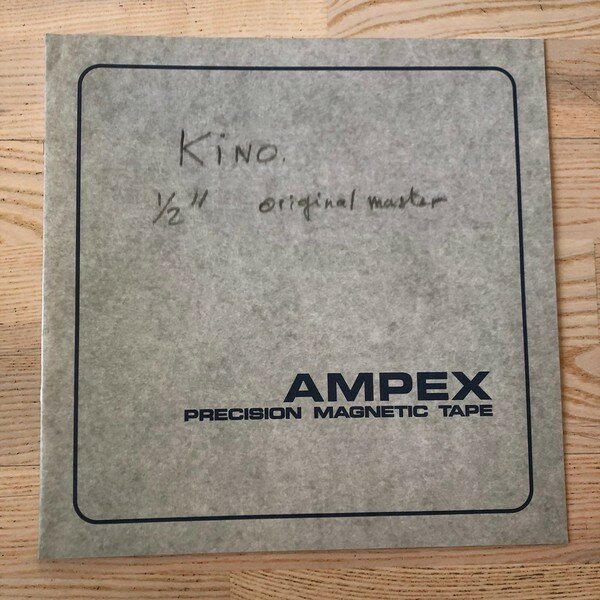 KiNO.
1/2" original master
AMPEX
PRECISION MAGNETIC TAPE